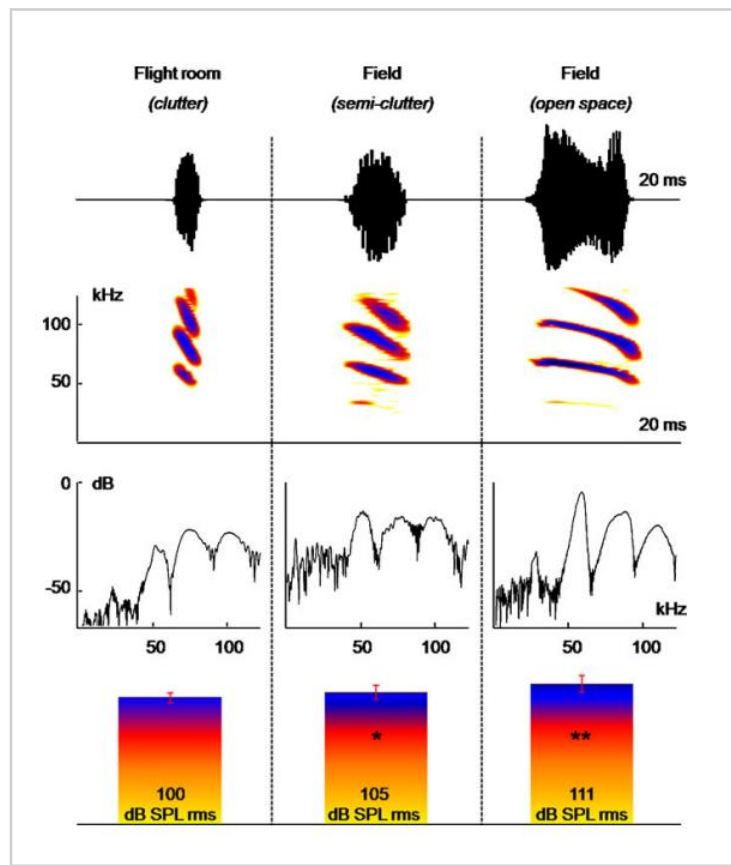 Flight room Field Field
(clutter) (semi-clutter) (open space)
20 ms
kHz
100
50
20 ms
0 dB
-50
kHz
50 100 50 100 50 100
* **
100 105 111
dB SPL rms dB SPL rms dB SPL rms